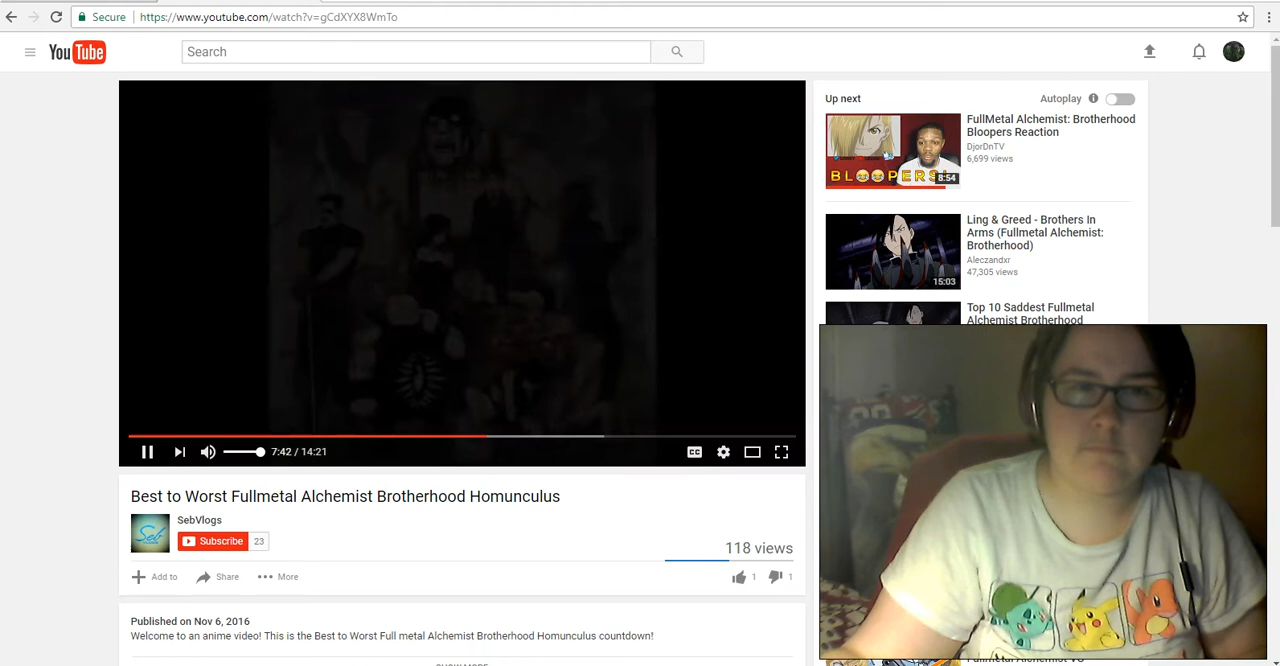 Secure https://www.youtube.com/watch?v=gCdXYX8WmTo
YouTube
Search
7:42 / 14:21
CC
Best to Worst Fullmetal Alchemist Brotherhood Homunculus
Seb
SebVlogs
Subscribe 23
118 views
Add to Share More 1 1
Published on Nov 6, 2016
Welcome to an anime video! This is the Best to Worst Full metal Alchemist Brotherhood Homunculus countdown!
Up next Autoplay
BLOOPERS!
8:54
FullMetal Alchemist: Brotherhood
Bloopers Reaction
DjorDnTV
6,699 views
15:03
Ling & Greed - Brothers In
Arms (Fullmetal Alchemist:
Brotherhood)
Aleczandxr
47,305 views
Top 10 Saddest Fullmetal
Alchemist Brotherhood